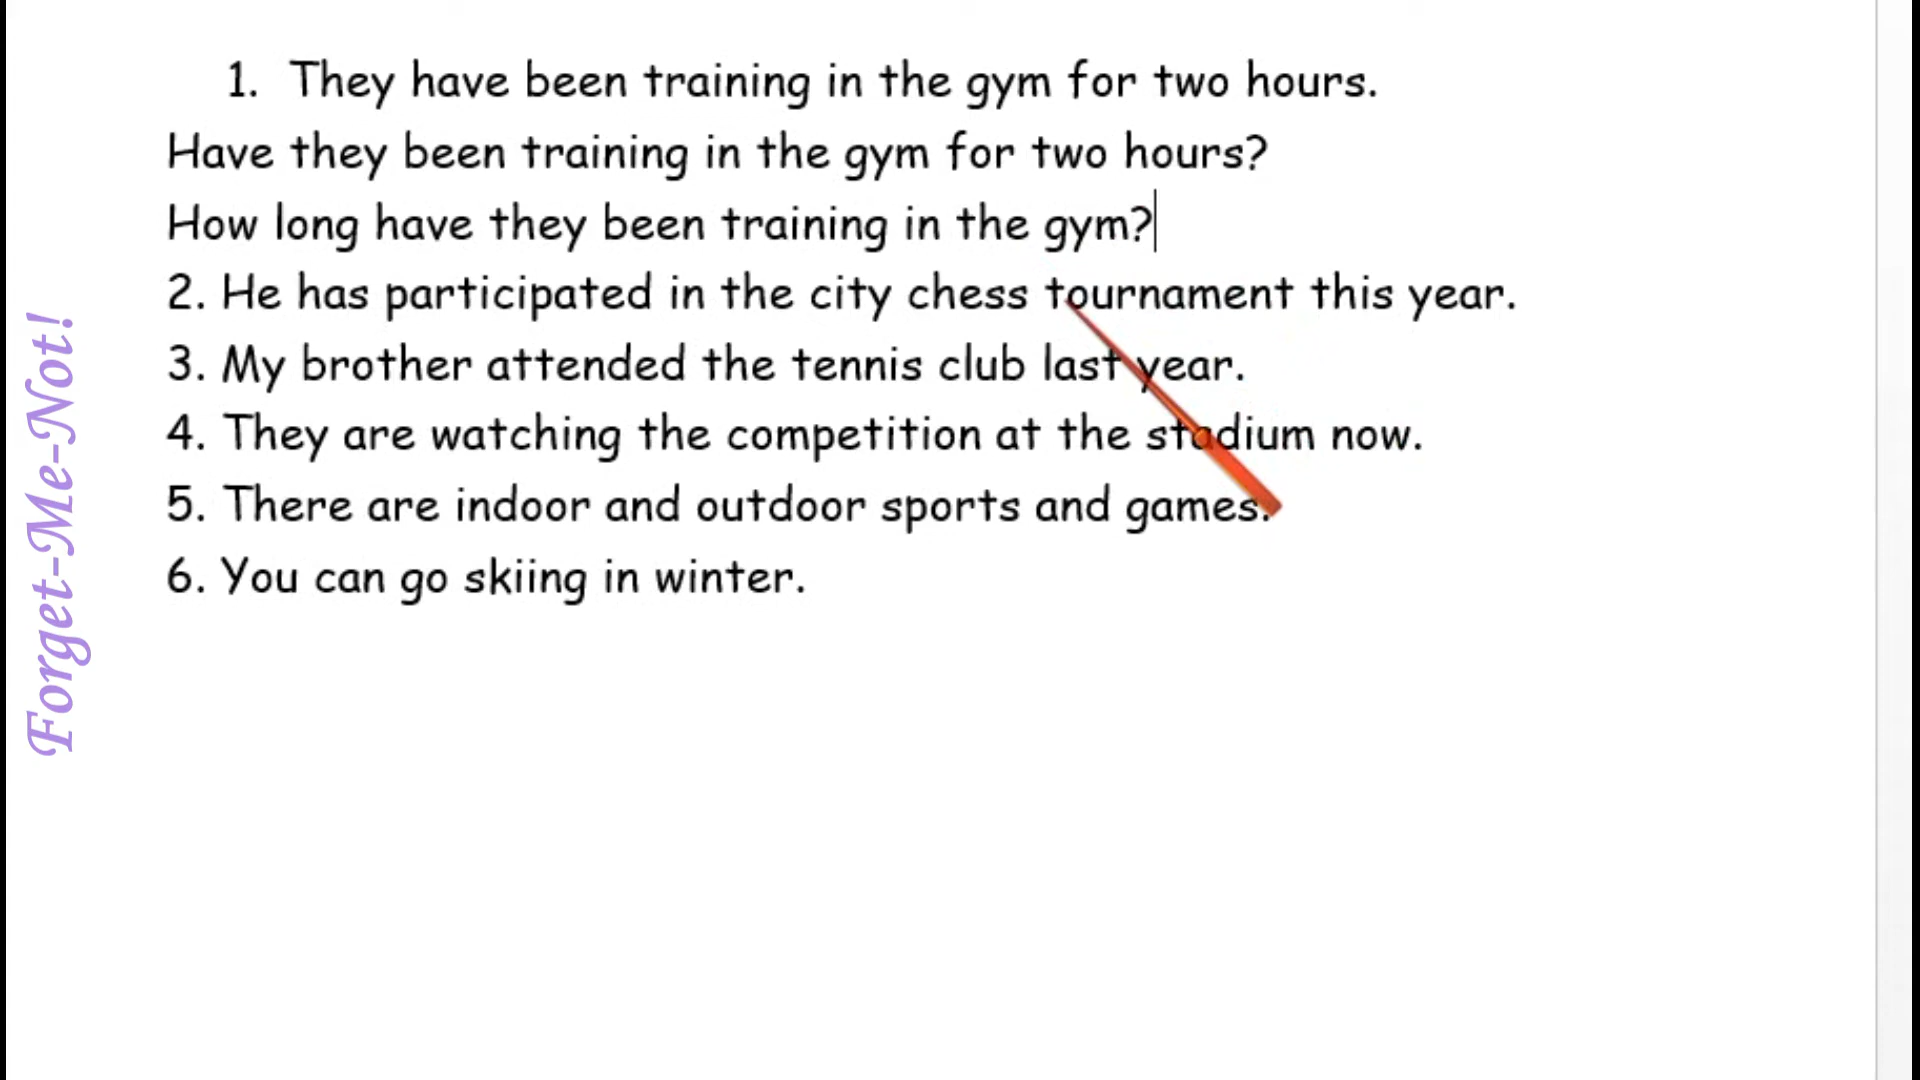 1. They have been training in the gym for two hours.
Have they been training in the gym for two hours?
How long have they been training in the gym?
2. He has participated in the city chess tournament this year.
3. My brother attended the tennis club last year.
4. They are watching the competition at the stadium now.
5. There are indoor and outdoor sports and games.
6. You can go skiing in winter.
Forget-Me-Not!